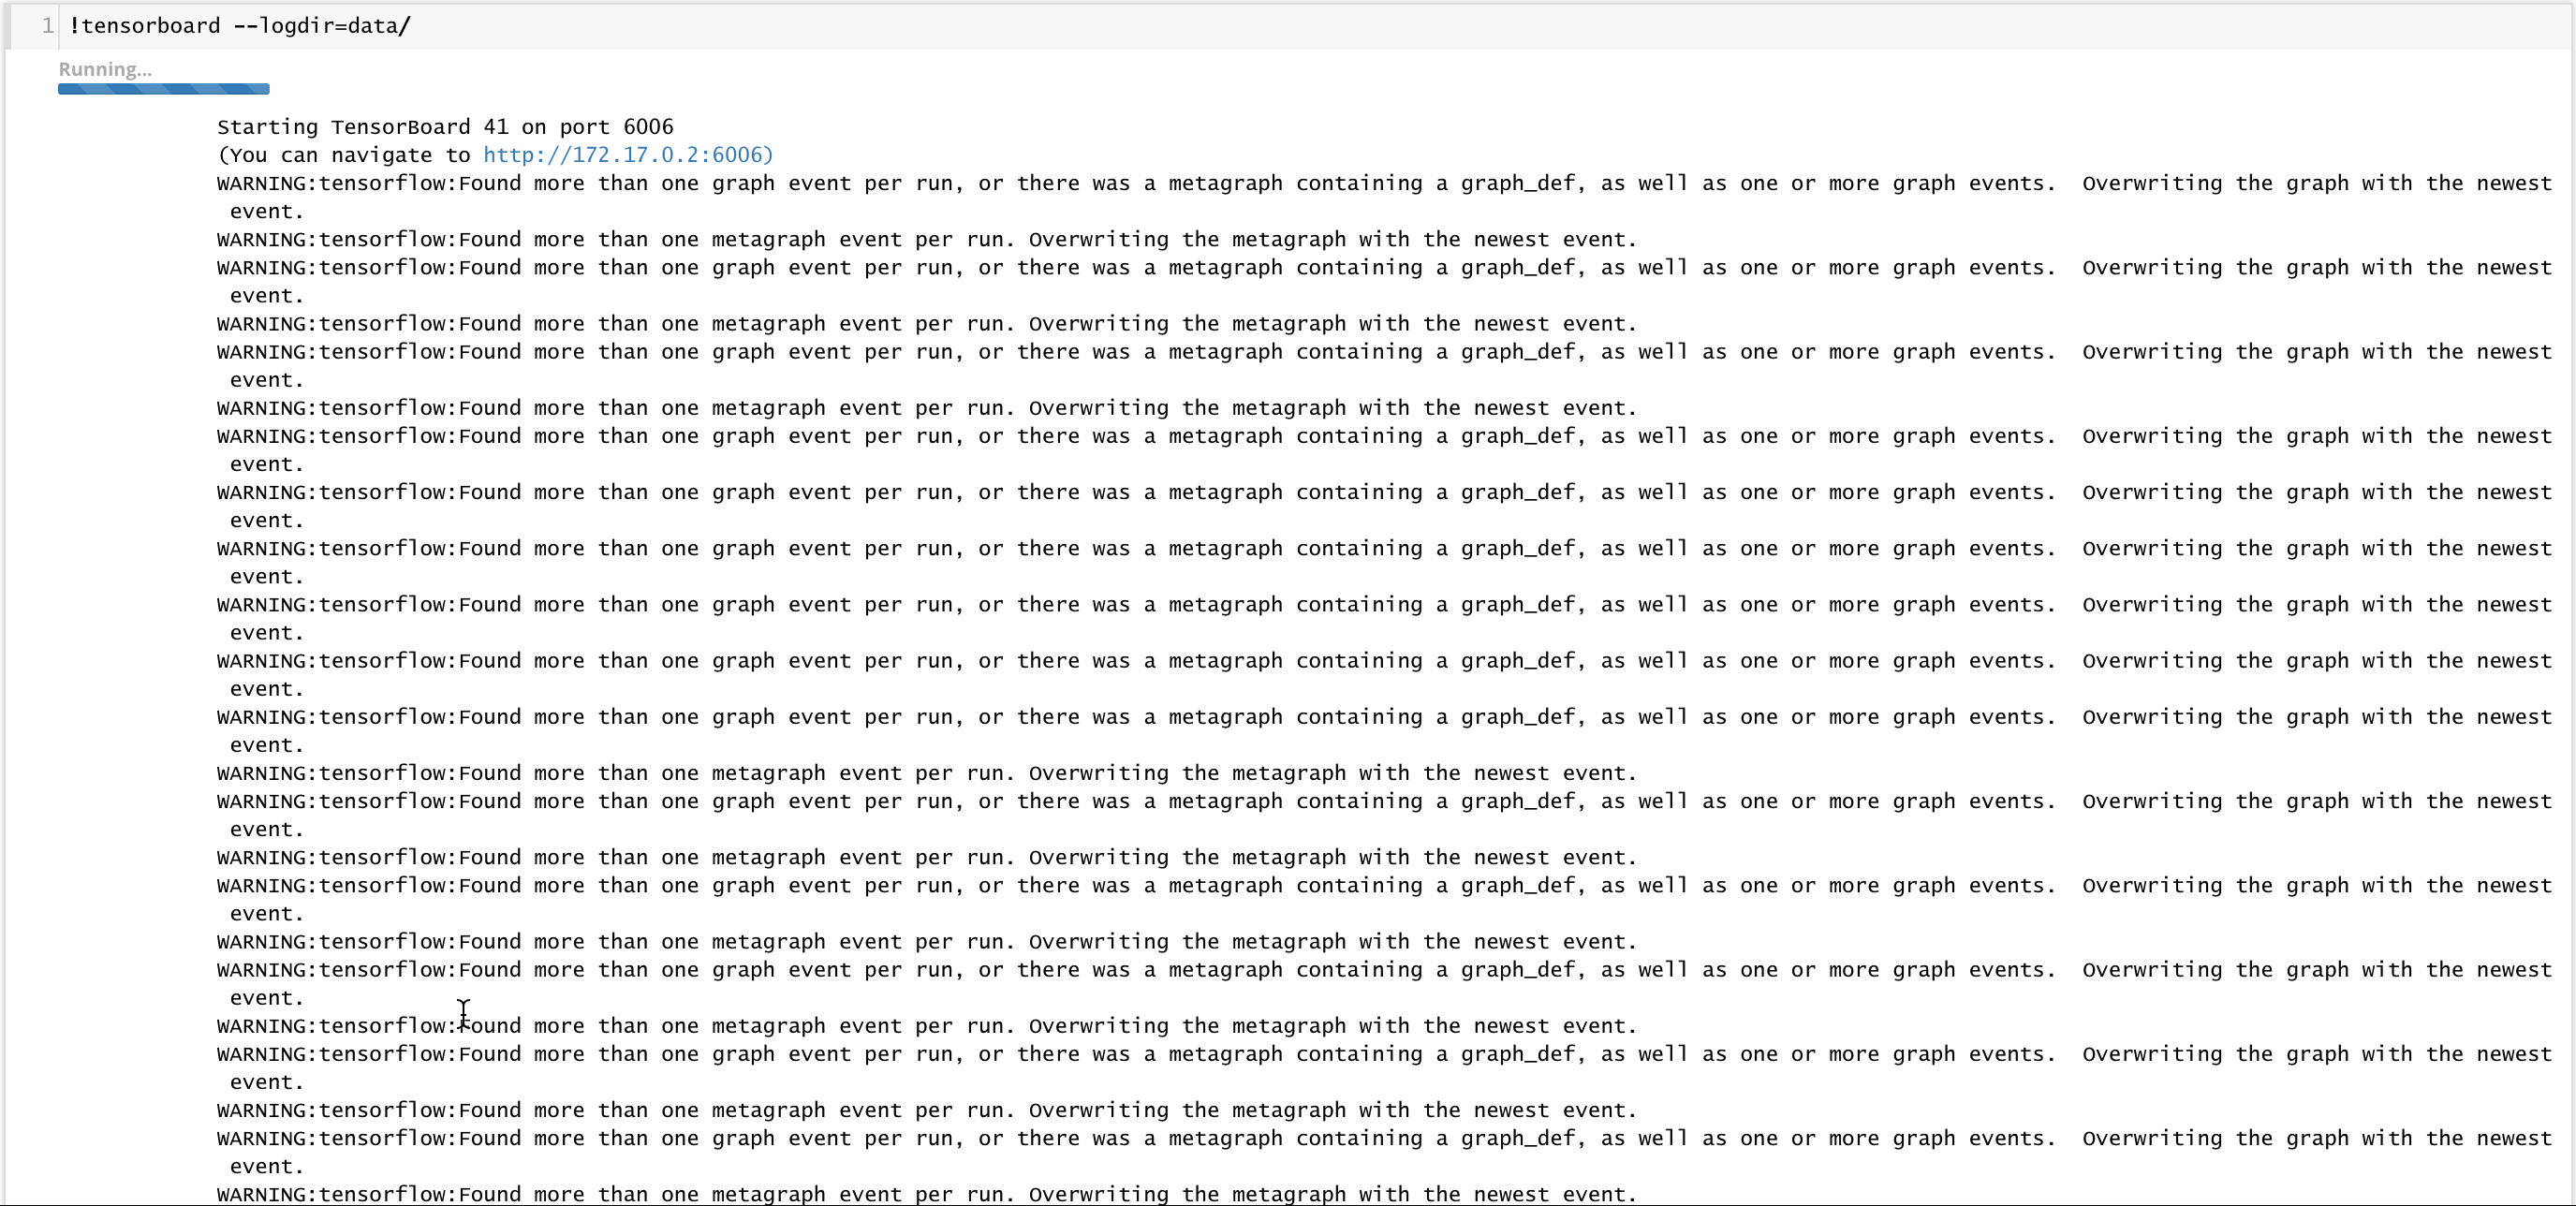 1 !tensorboard --logdir=data/
Running...
Starting TensorBoard 41 on port 6006
(You can navigate to http://172.17.0.2:6006)
WARNING:tensorflow:Found more than one graph event per run, or there was a metagraph containing a graph_def, as well as one or more graph events.  Overwriting the graph with the newest
event.
WARNING:tensorflow:Found more than one metagraph event per run. Overwriting the metagraph with the newest event.
WARNING:tensorflow:Found more than one graph event per run, or there was a metagraph containing a graph_def, as well as one or more graph events.  Overwriting the graph with the newest
event.
WARNING:tensorflow:Found more than one metagraph event per run. Overwriting the metagraph with the newest event.
WARNING:tensorflow:Found more than one graph event per run, or there was a metagraph containing a graph_def, as well as one or more graph events.  Overwriting the graph with the newest
event.
WARNING:tensorflow:Found more than one metagraph event per run. Overwriting the metagraph with the newest event.
WARNING:tensorflow:Found more than one graph event per run, or there was a metagraph containing a graph_def, as well as one or more graph events.  Overwriting the graph with the newest
event.
WARNING:tensorflow:Found more than one graph event per run, or there was a metagraph containing a graph_def, as well as one or more graph events.  Overwriting the graph with the newest
event.
WARNING:tensorflow:Found more than one graph event per run, or there was a metagraph containing a graph_def, as well as one or more graph events.  Overwriting the graph with the newest
event.
WARNING:tensorflow:Found more than one graph event per run, or there was a metagraph containing a graph_def, as well as one or more graph events.  Overwriting the graph with the newest
event.
WARNING:tensorflow:Found more than one graph event per run, or there was a metagraph containing a graph_def, as well as one or more graph events.  Overwriting the graph with the newest
event.
WARNING:tensorflow:Found more than one graph event per run, or there was a metagraph containing a graph_def, as well as one or more graph events.  Overwriting the graph with the newest
event.
WARNING:tensorflow:Found more than one metagraph event per run. Overwriting the metagraph with the newest event.
WARNING:tensorflow:Found more than one graph event per run, or there was a metagraph containing a graph_def, as well as one or more graph events.  Overwriting the graph with the newest
event.
WARNING:tensorflow:Found more than one metagraph event per run. Overwriting the metagraph with the newest event.
WARNING:tensorflow:Found more than one graph event per run, or there was a metagraph containing a graph_def, as well as one or more graph events.  Overwriting the graph with the newest
event.
WARNING:tensorflow:Found more than one metagraph event per run. Overwriting the metagraph with the newest event.
WARNING:tensorflow:Found more than one graph event per run, or there was a metagraph containing a graph_def, as well as one or more graph events.  Overwriting the graph with the newest
event.
WARNING:tensorflow:Found more than one metagraph event per run. Overwriting the metagraph with the newest event.
WARNING:tensorflow:Found more than one graph event per run, or there was a metagraph containing a graph_def, as well as one or more graph events.  Overwriting the graph with the newest
event.
WARNING:tensorflow:Found more than one metagraph event per run. Overwriting the metagraph with the newest event.
WARNING:tensorflow:Found more than one graph event per run, or there was a metagraph containing a graph_def, as well as one or more graph events.  Overwriting the graph with the newest
event.
WARNING:tensorflow:Found more than one metagraph event per run. Overwriting the metagraph with the newest event.